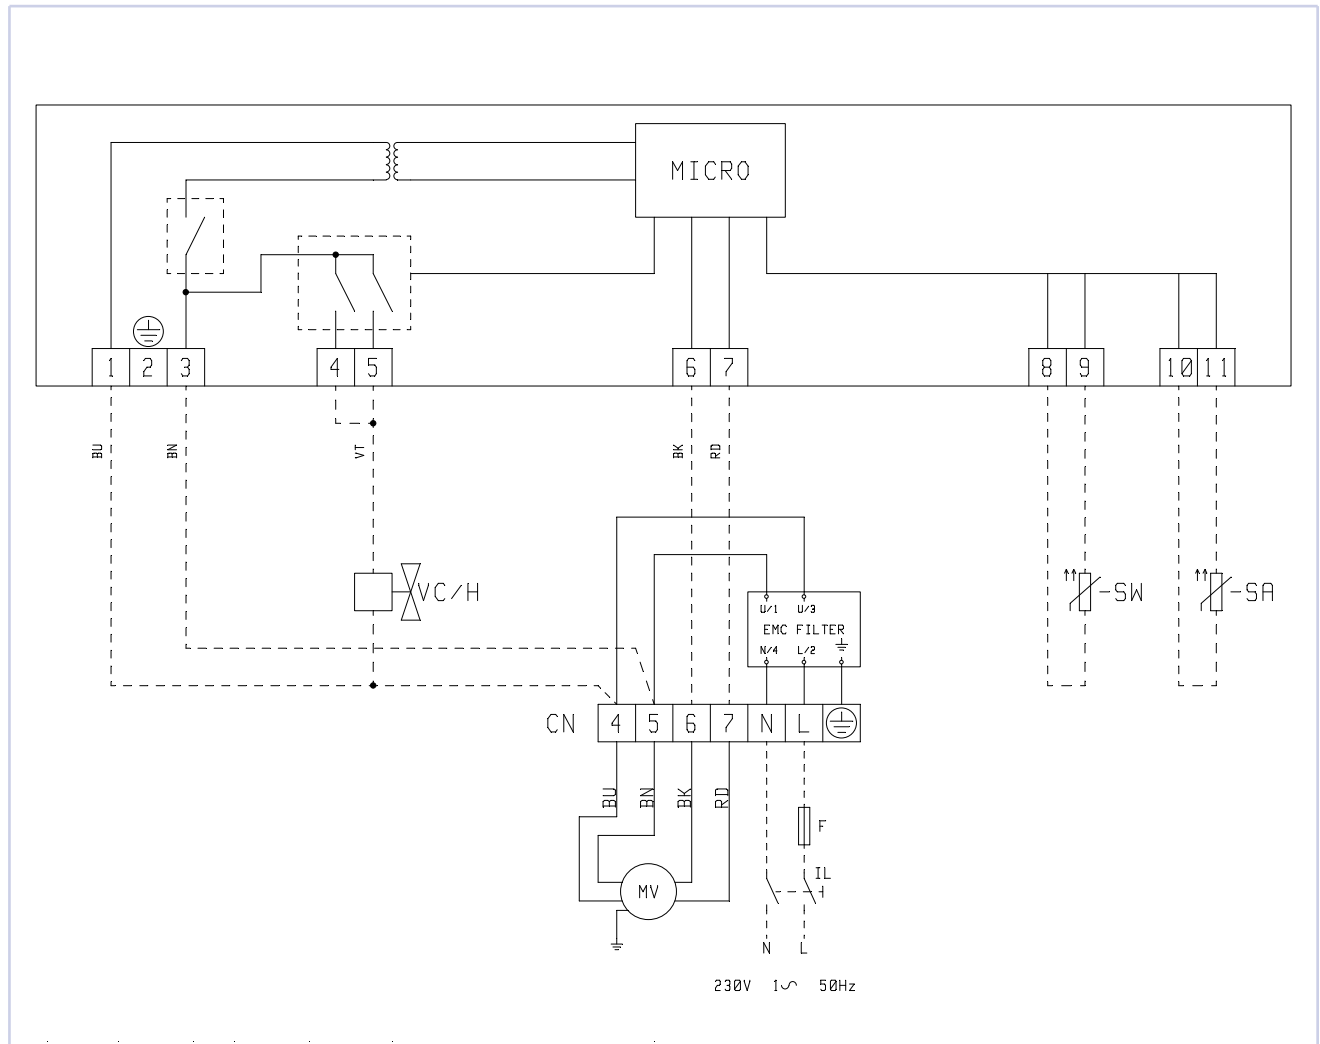 MICRO
1 2 3 4 5 6 7 8 9 10 11
BU BN VT BK RD
VC/H
U/1 U/3
EMC FILTER
N/4 L/2
-SW
-SA
CN 4 5 6 7 N L
BU BN BK RD
F
IL
MV
N L
230V 1~ 50Hz